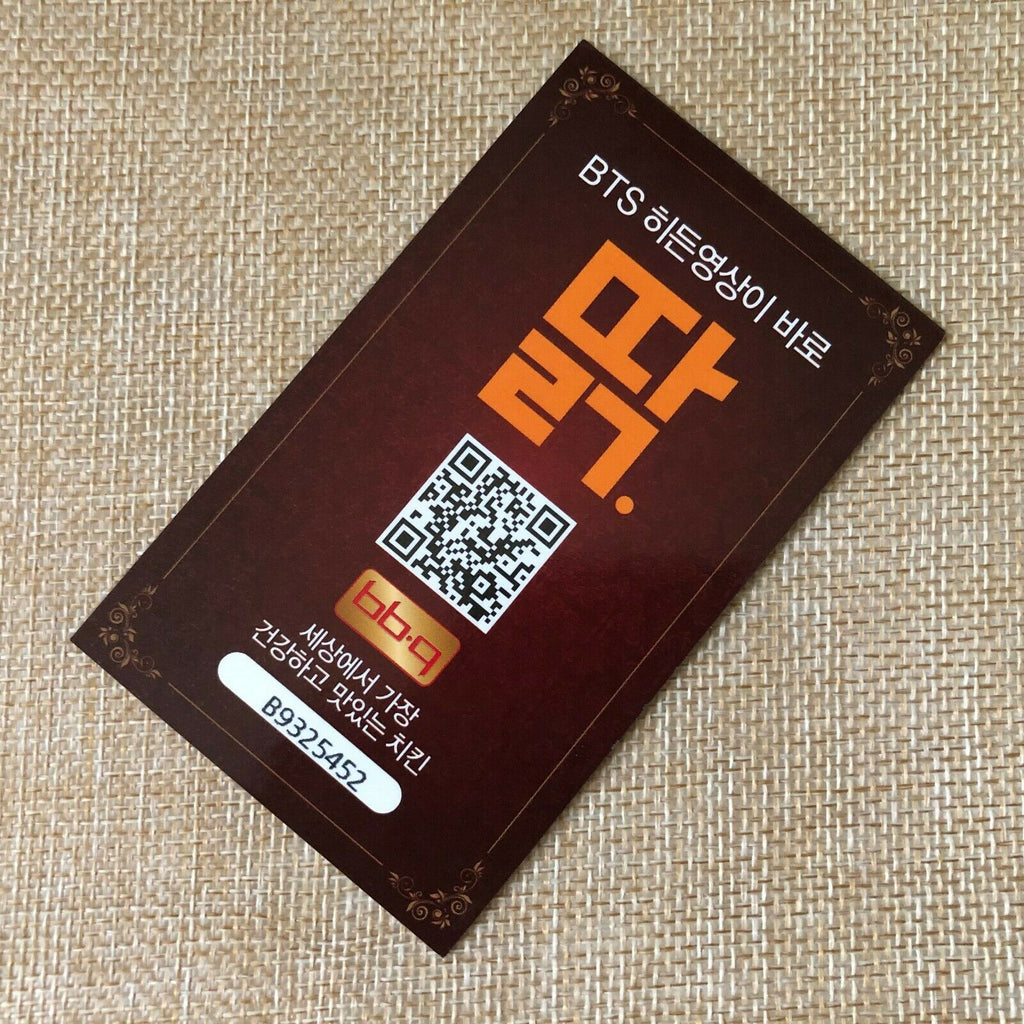 BTS 히든영상이 바로
딹.
bb·q
세상에서 가장
건강하고 맛있는 치킨
B9325452